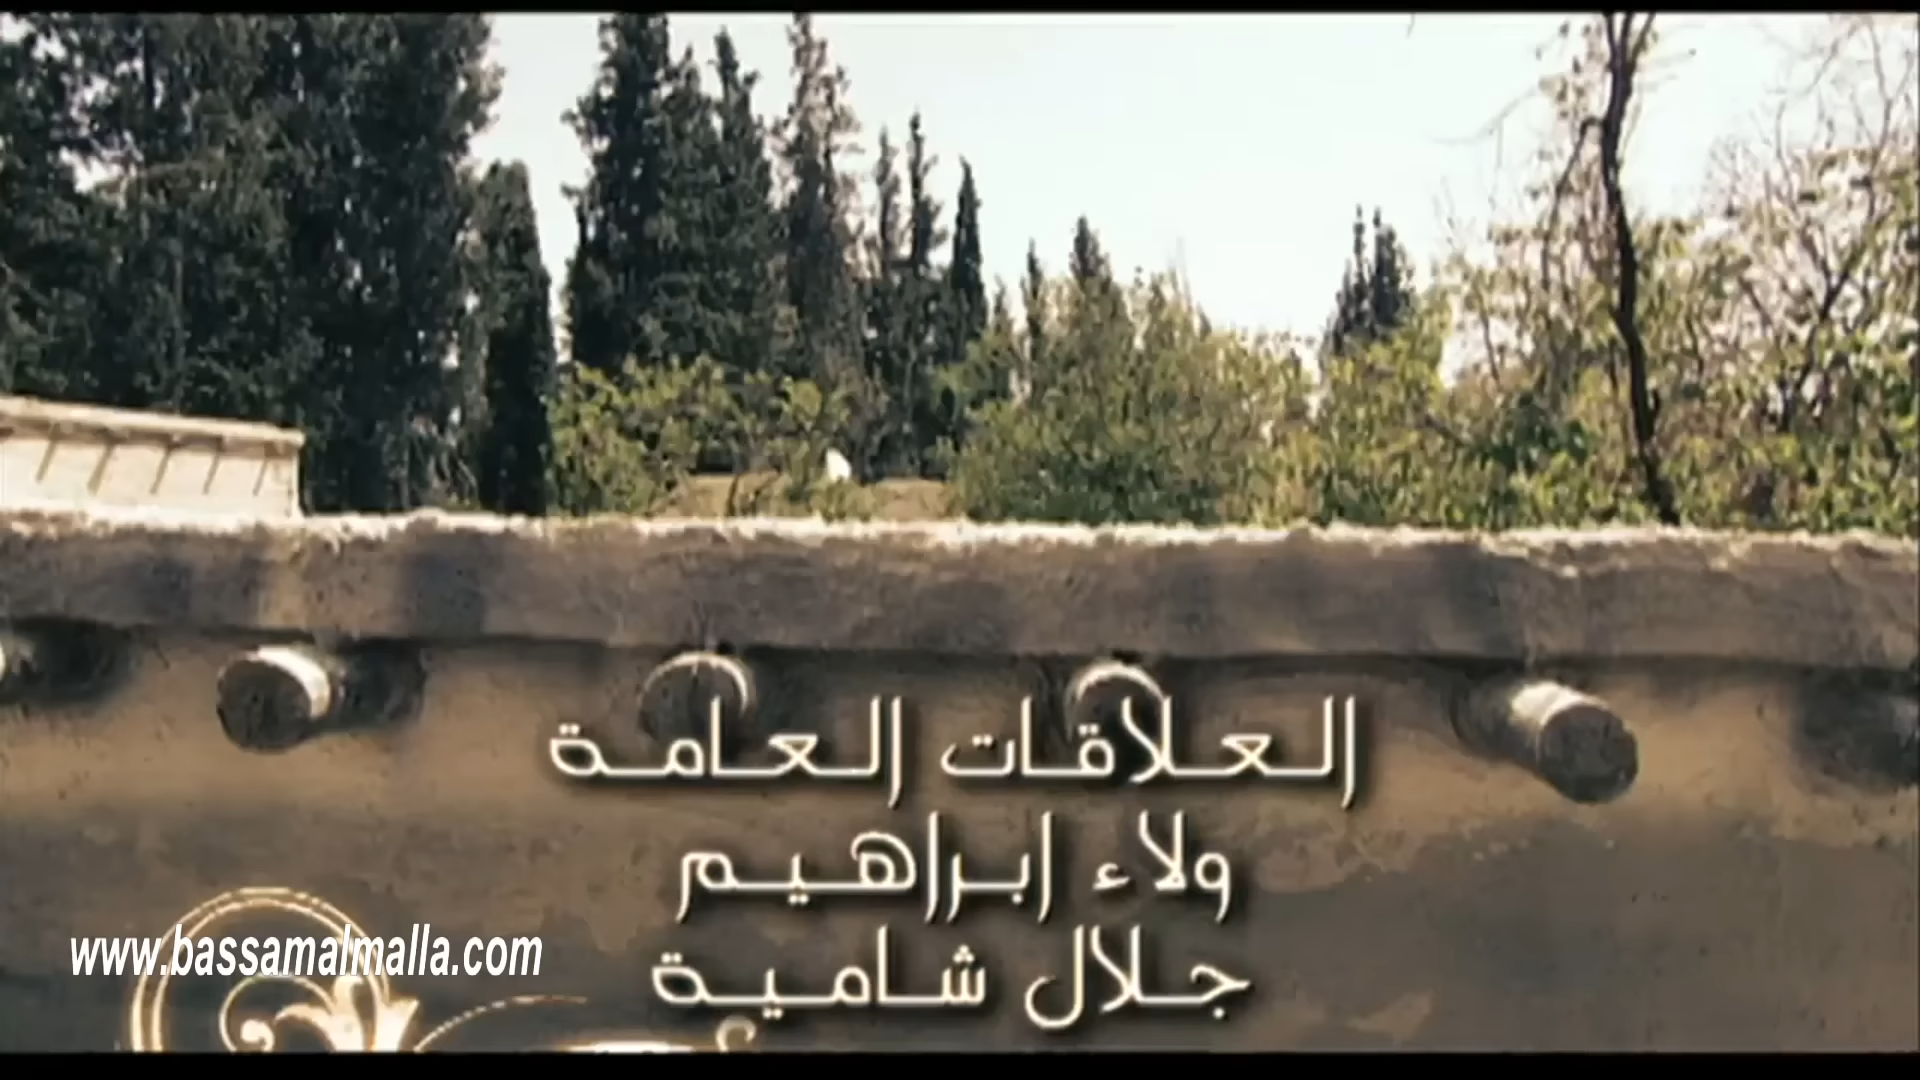 العلاقات العامة
ولاء ابراهيم
جلال شامية
www.bassamalmalla.com